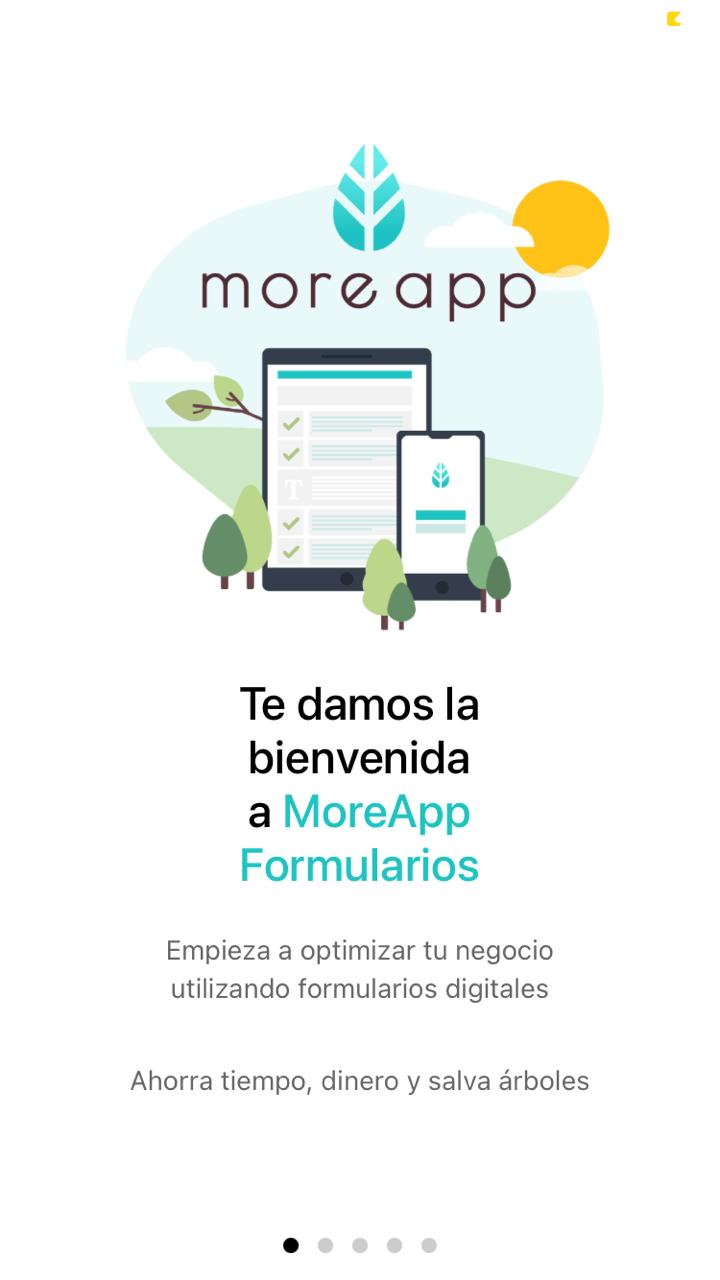 moreapp
T
Te damos la
bienvenida
a MoreApp
Formularios
Empieza a optimizar tu negocio
utilizando formularios digitales
Ahorra tiempo, dinero y salva árboles